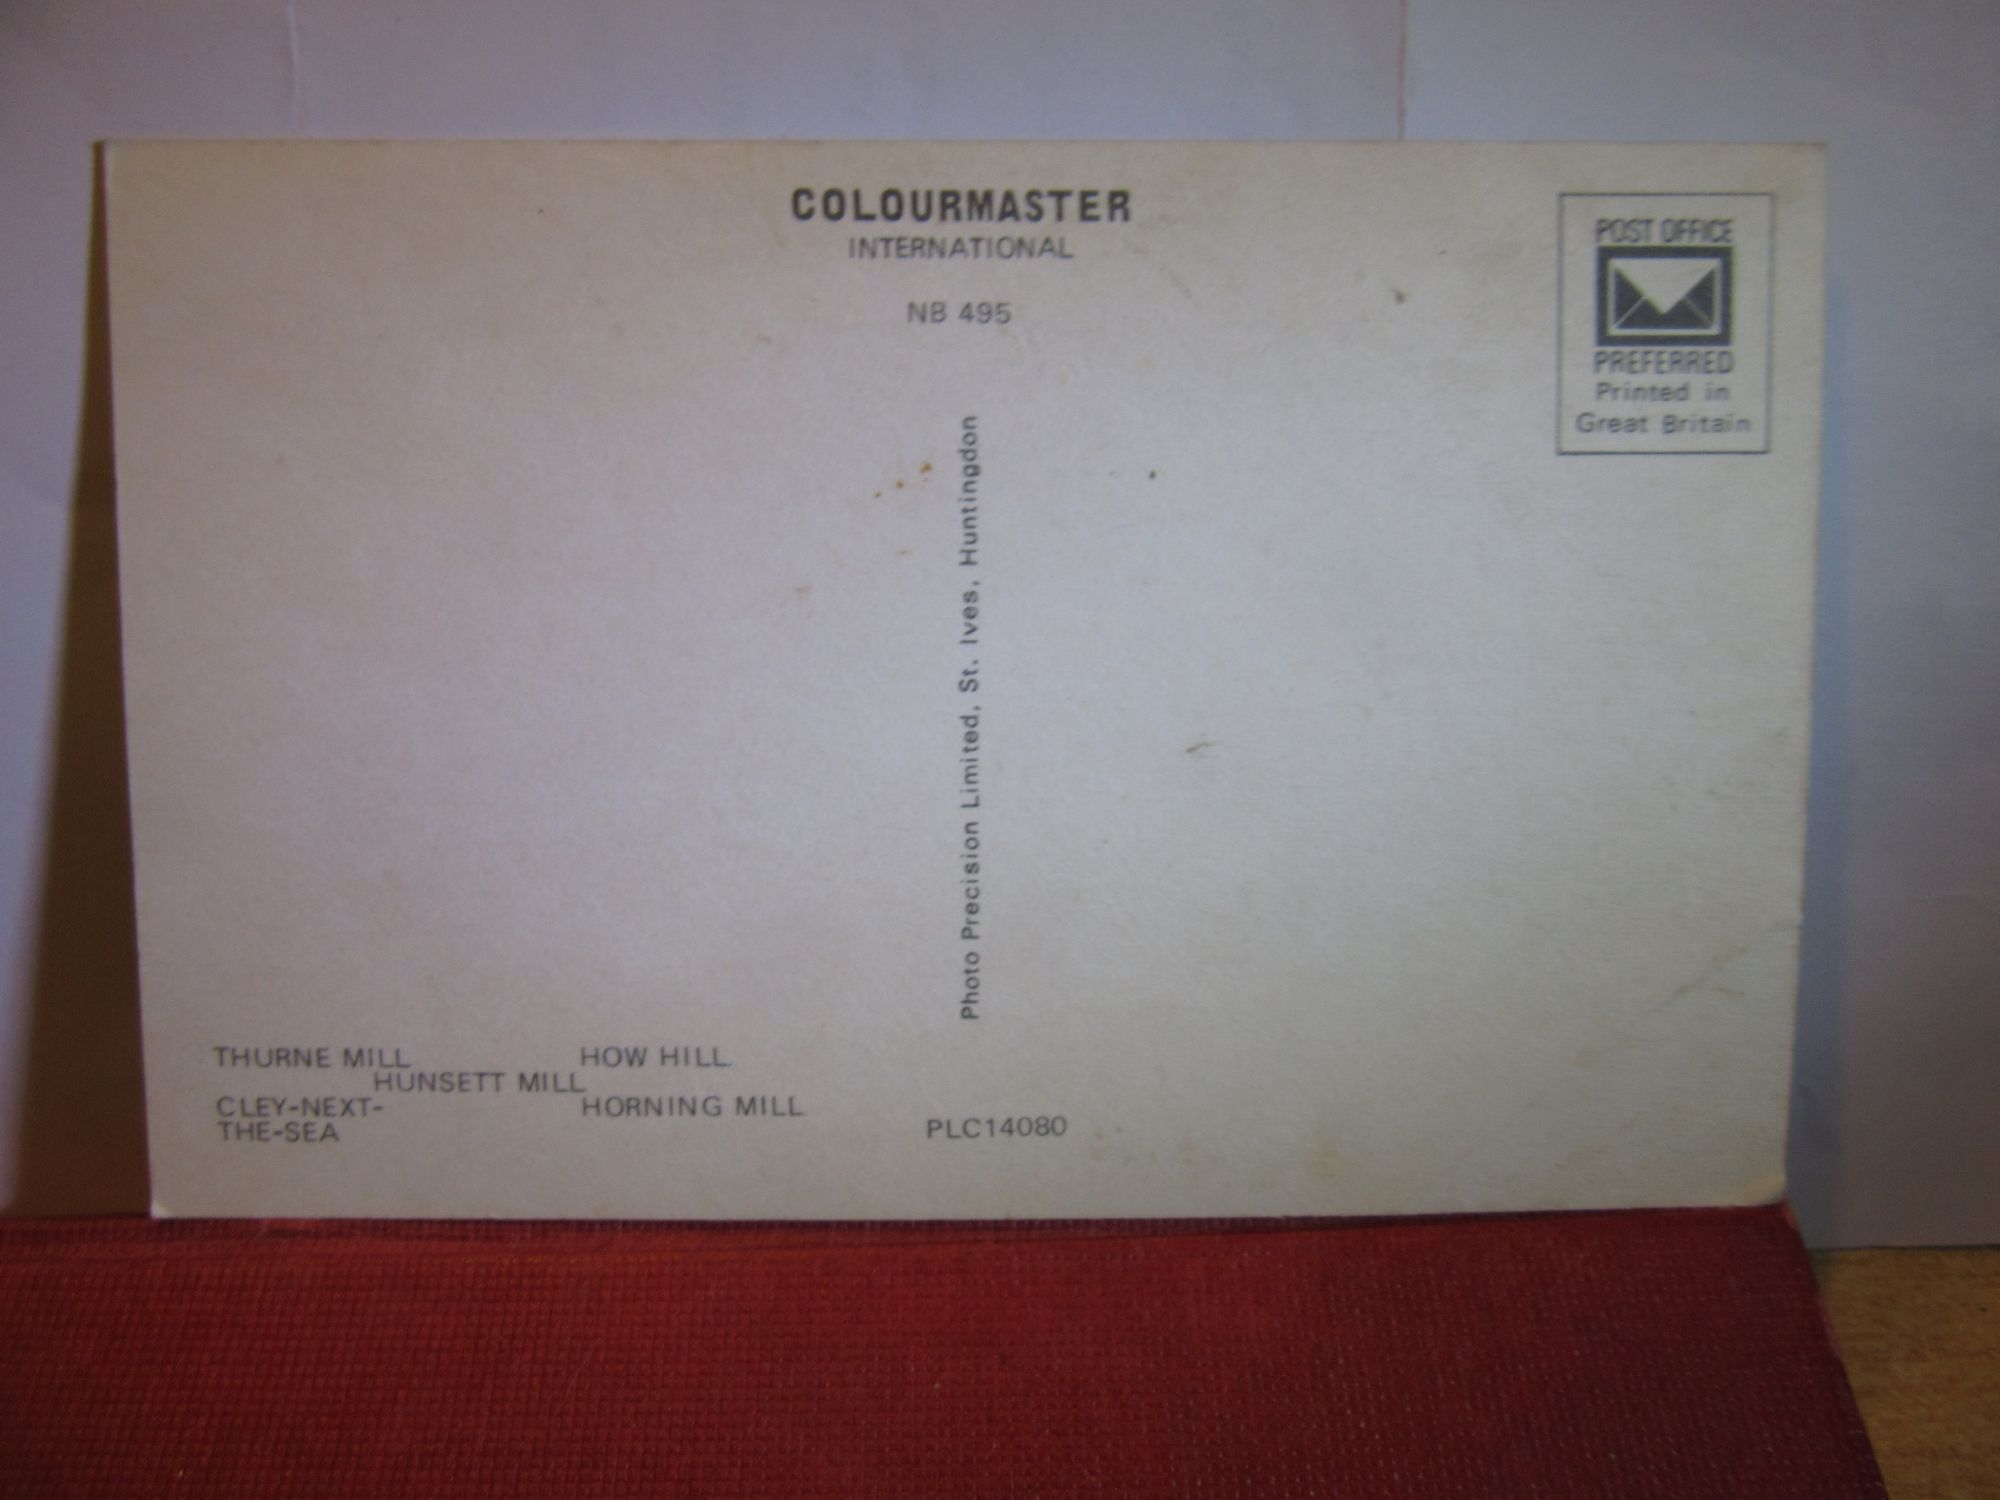 COLOURMASTER
INTERNATIONAL
NB 495
POST OFFICE
PREFERRED
Printed in
Great Britain
Photo Precision Limited, St. Ives, Huntingdon
THURNE MILL HOW HILL
HUNSETT MILL
CLEY-NEXT- HORNING MILL
THE-SEA
PLC14080